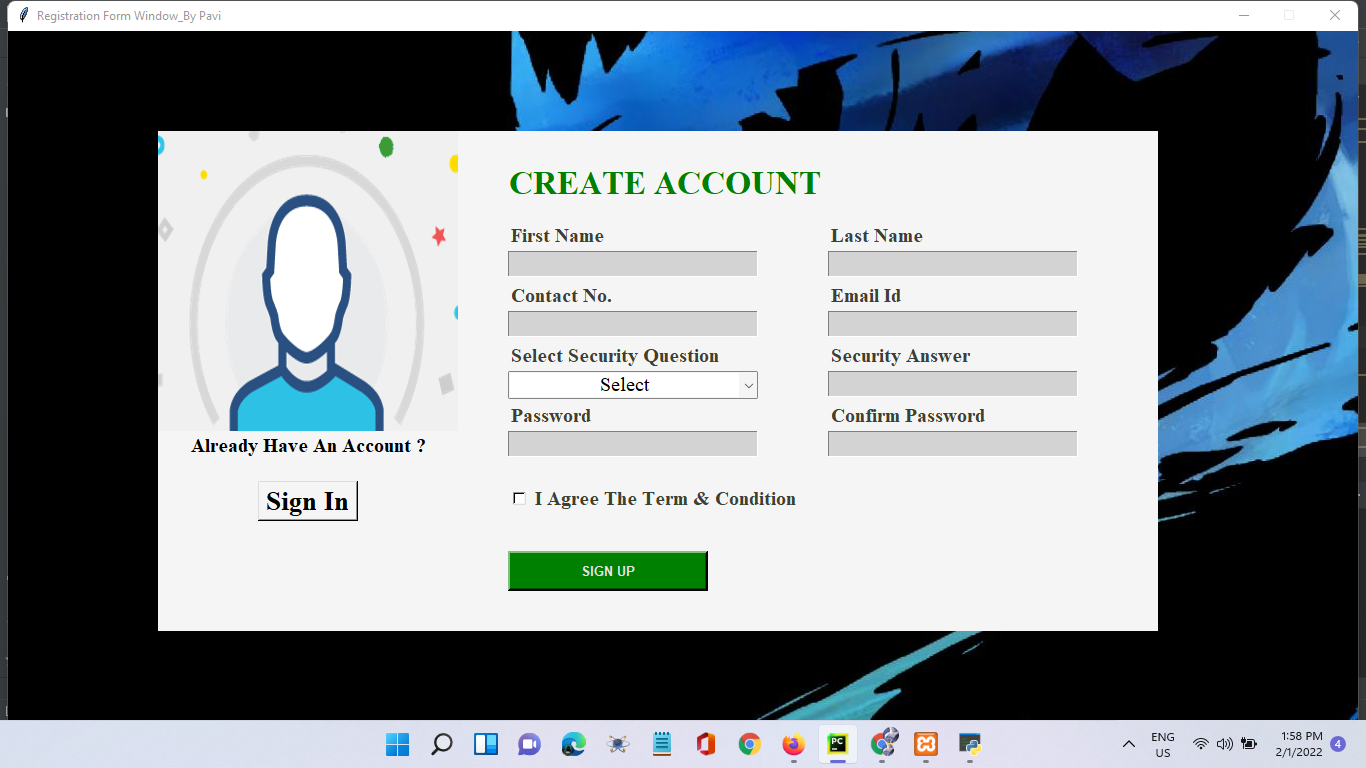 Registration Form Window_By Pavi
CREATE ACCOUNT
First Name
Last Name
Contact No.
Email Id
Select Security Question
Security Answer
Select
Password
Confirm Password
Already Have An Account ?
Sign In
I Agree The Term & Condition
SIGN UP
PC
ENG
US
1:58 PM
2/1/2022
4